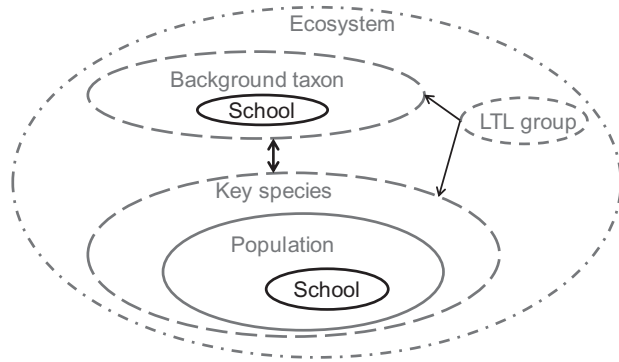 Ecosystem
Background taxon
School
LTL group
Key species
Population
School